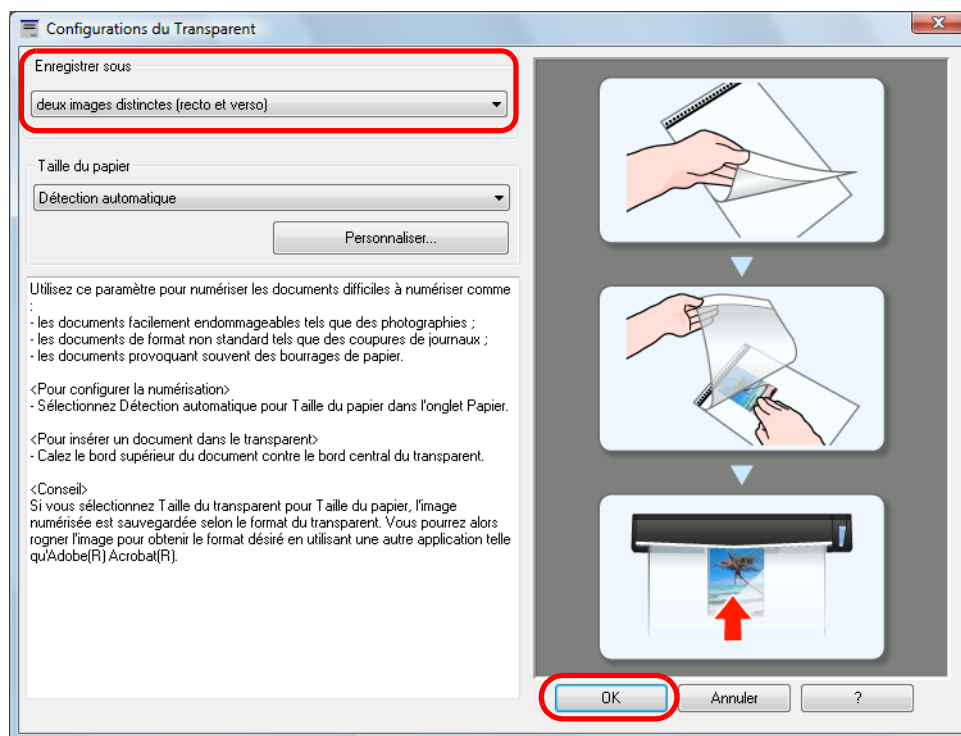 Configurations du Transparent
Enregistrer sous
deux images distinctes (recto et verso)
Taille du papier
Détection automatique
Personnaliser...
Utilisez ce paramètre pour numériser les documents difficiles à numériser comme
:
- les documents facilement endommageables tels que des photographies ;
- les documents de format non standard tels que des coupures de journaux ;
- les documents provoquant souvent des bourrages de papier.
<Pour configurer la numérisation>
- Sélectionnez Détection automatique pour Taille du papier dans l'onglet Papier.
<Pour insérer un document dans le transparent>
- Calez le bord supérieur du document contre le bord central du transparent.
<Conseil>
Si vous sélectionnez Taille du transparent pour Taille du papier, l'image
numérisée est sauvegardée selon le format du transparent. Vous pourrez alors
rogner l'image pour obtenir le format désiré en utilisant une autre application telle
qu'Adobe(R) Acrobat(R).
OK
Annuler
?